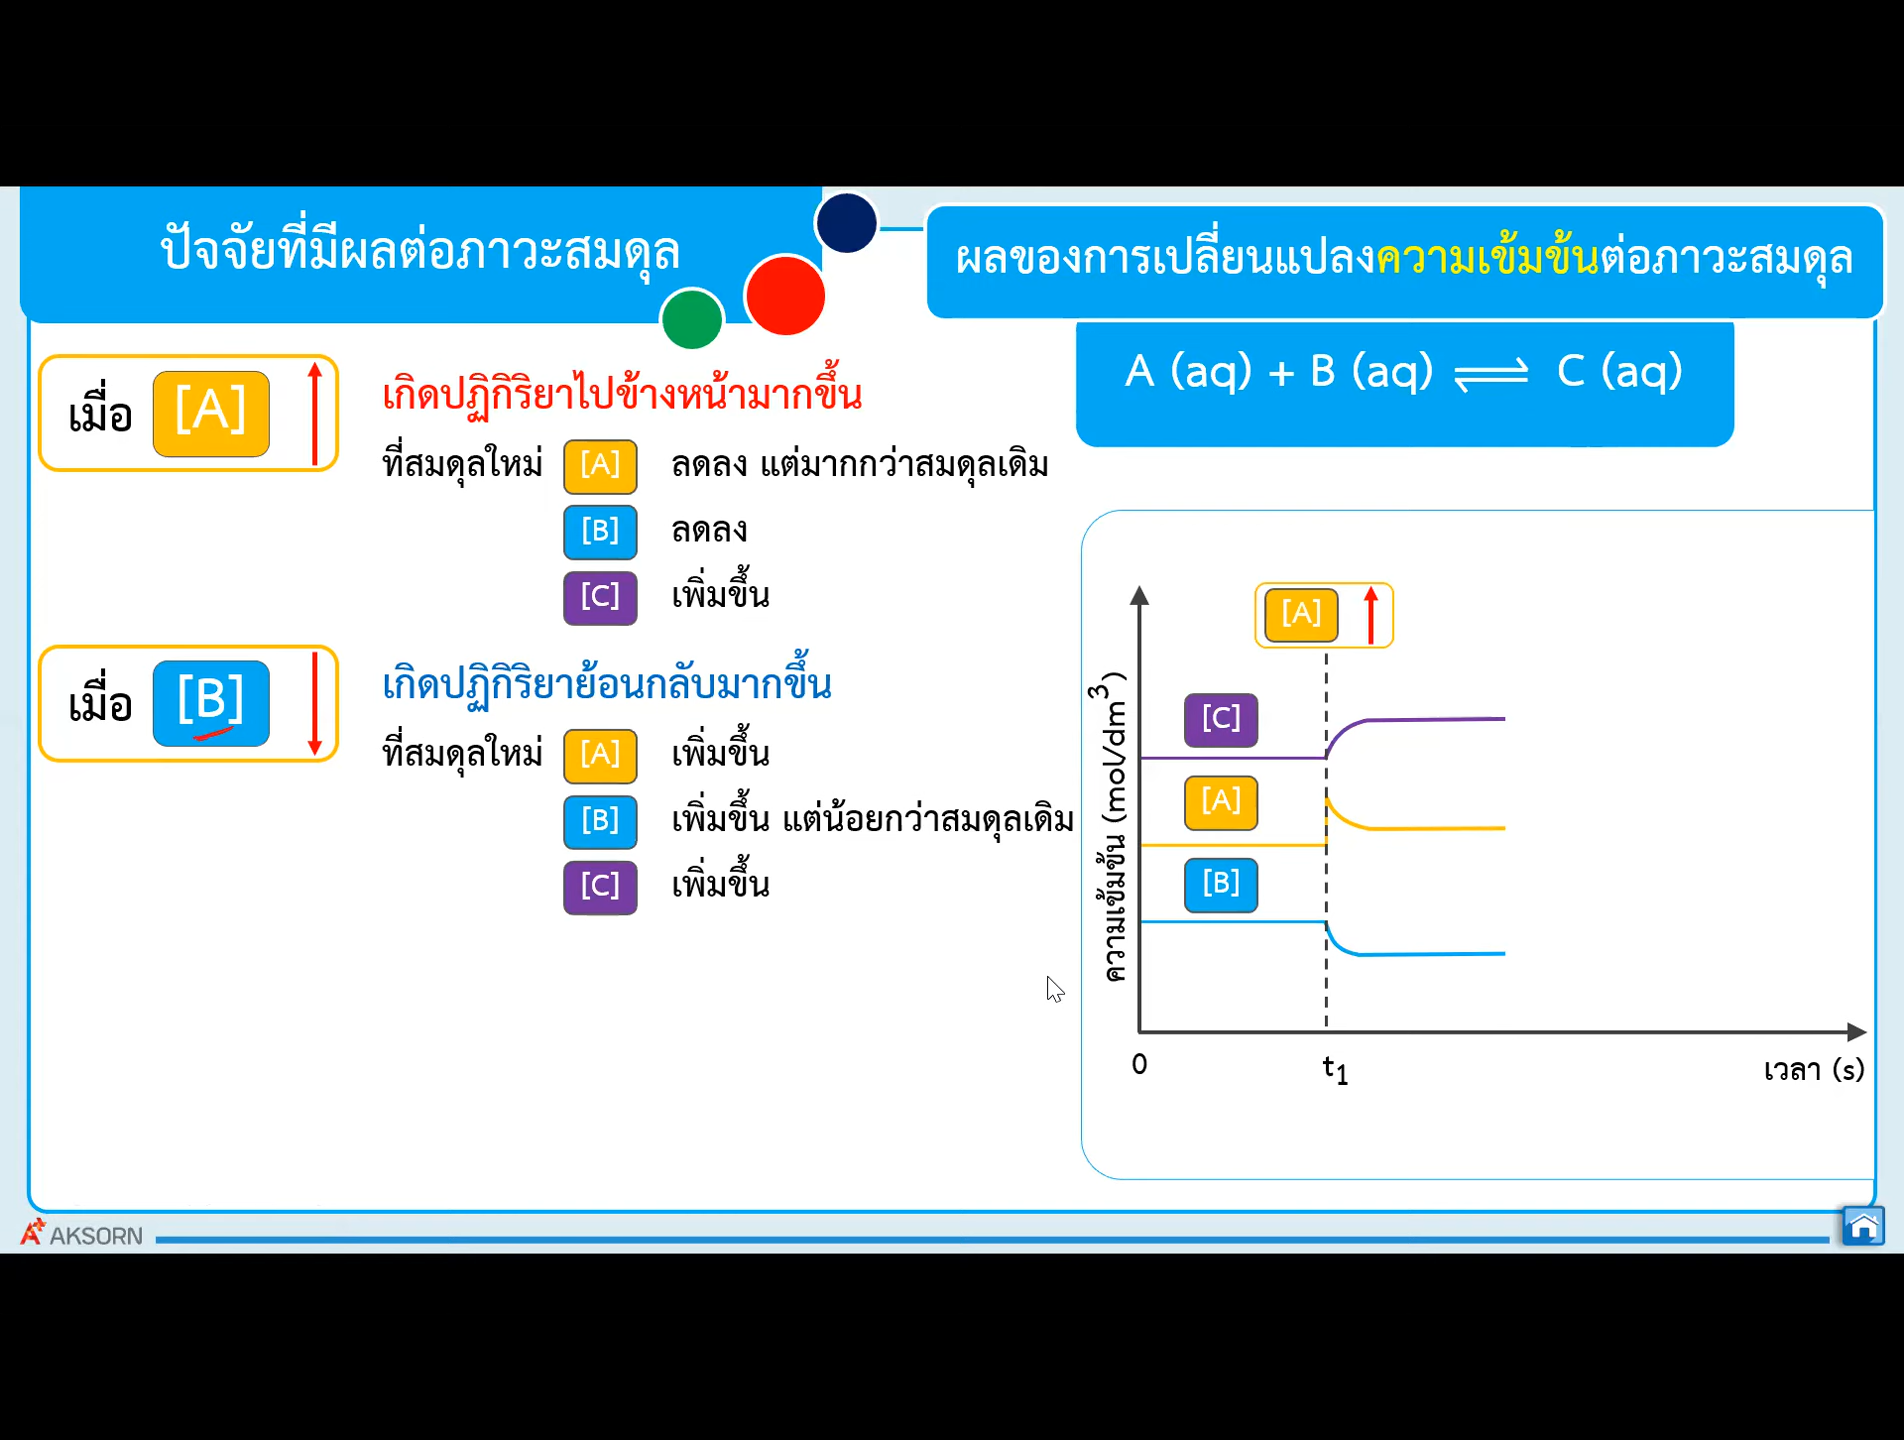 ปัจจัยที่มีผลต่อภาวะสมดุล
ผลของการเปลี่ยนแปลงความเข้มข้นต่อภาวะสมดุล
A (aq) + B (aq) ⇌ C (aq)
เมื่อ [A]
เกิดปฏิกิริยาไปข้างหน้ามากขึ้น
ที่สมดุลใหม่ [A] ลดลง แต่มากกว่าสมดุลเดิม
[B] ลดลง
[C] เพิ่มขึ้น
เมื่อ [B]
เกิดปฏิกิริยาย้อนกลับมากขึ้น
ที่สมดุลใหม่ [A] เพิ่มขึ้น
[B] เพิ่มขึ้น แต่น้อยกว่าสมดุลเดิม
[C] เพิ่มขึ้น
[A]
ความเข้มข้น (mol/dm³)
[C]
[A]
[B]
0
t₁
เวลา (s)
AKSORN